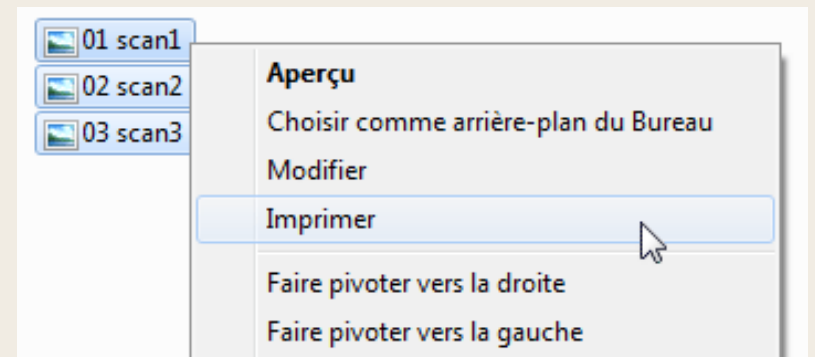 01 scan1
02 scan2
03 scan3
Aperçu
Choisir comme arrière-plan du Bureau
Modifier
Imprimer
Faire pivoter vers la droite
Faire pivoter vers la gauche